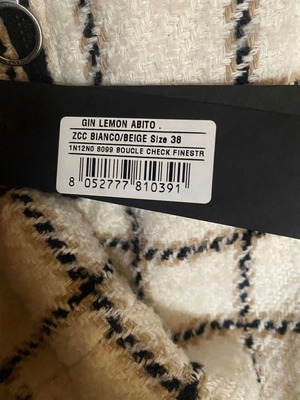 GIN LEMON ABITO .
ZCC BIANCO/BEIGE Size 38
1N12N0 8099 BOUCLE CHECK FINESTR
8 052777 810391